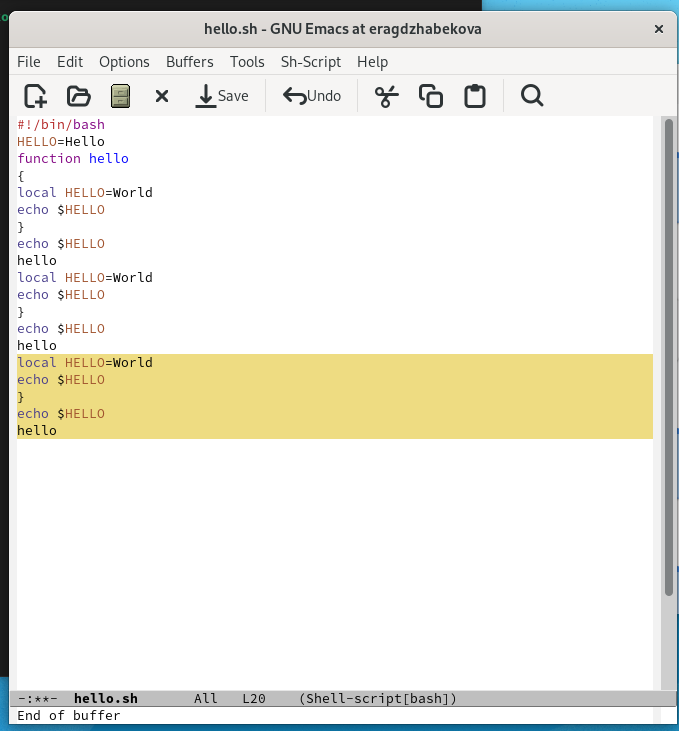 hello.sh - GNU Emacs at eragdzhabekova
File Edit Options Buffers Tools Sh-Script Help
Save Undo
#!/bin/bash
HELLO=Hello
function hello
{
local HELLO=World
echo $HELLO
}
echo $HELLO
hello
local HELLO=World
echo $HELLO
}
echo $HELLO
hello
local HELLO=World
echo $HELLO
}
echo $HELLO
hello
-:**- hello.sh All L20 (Shell-script[bash])
End of buffer